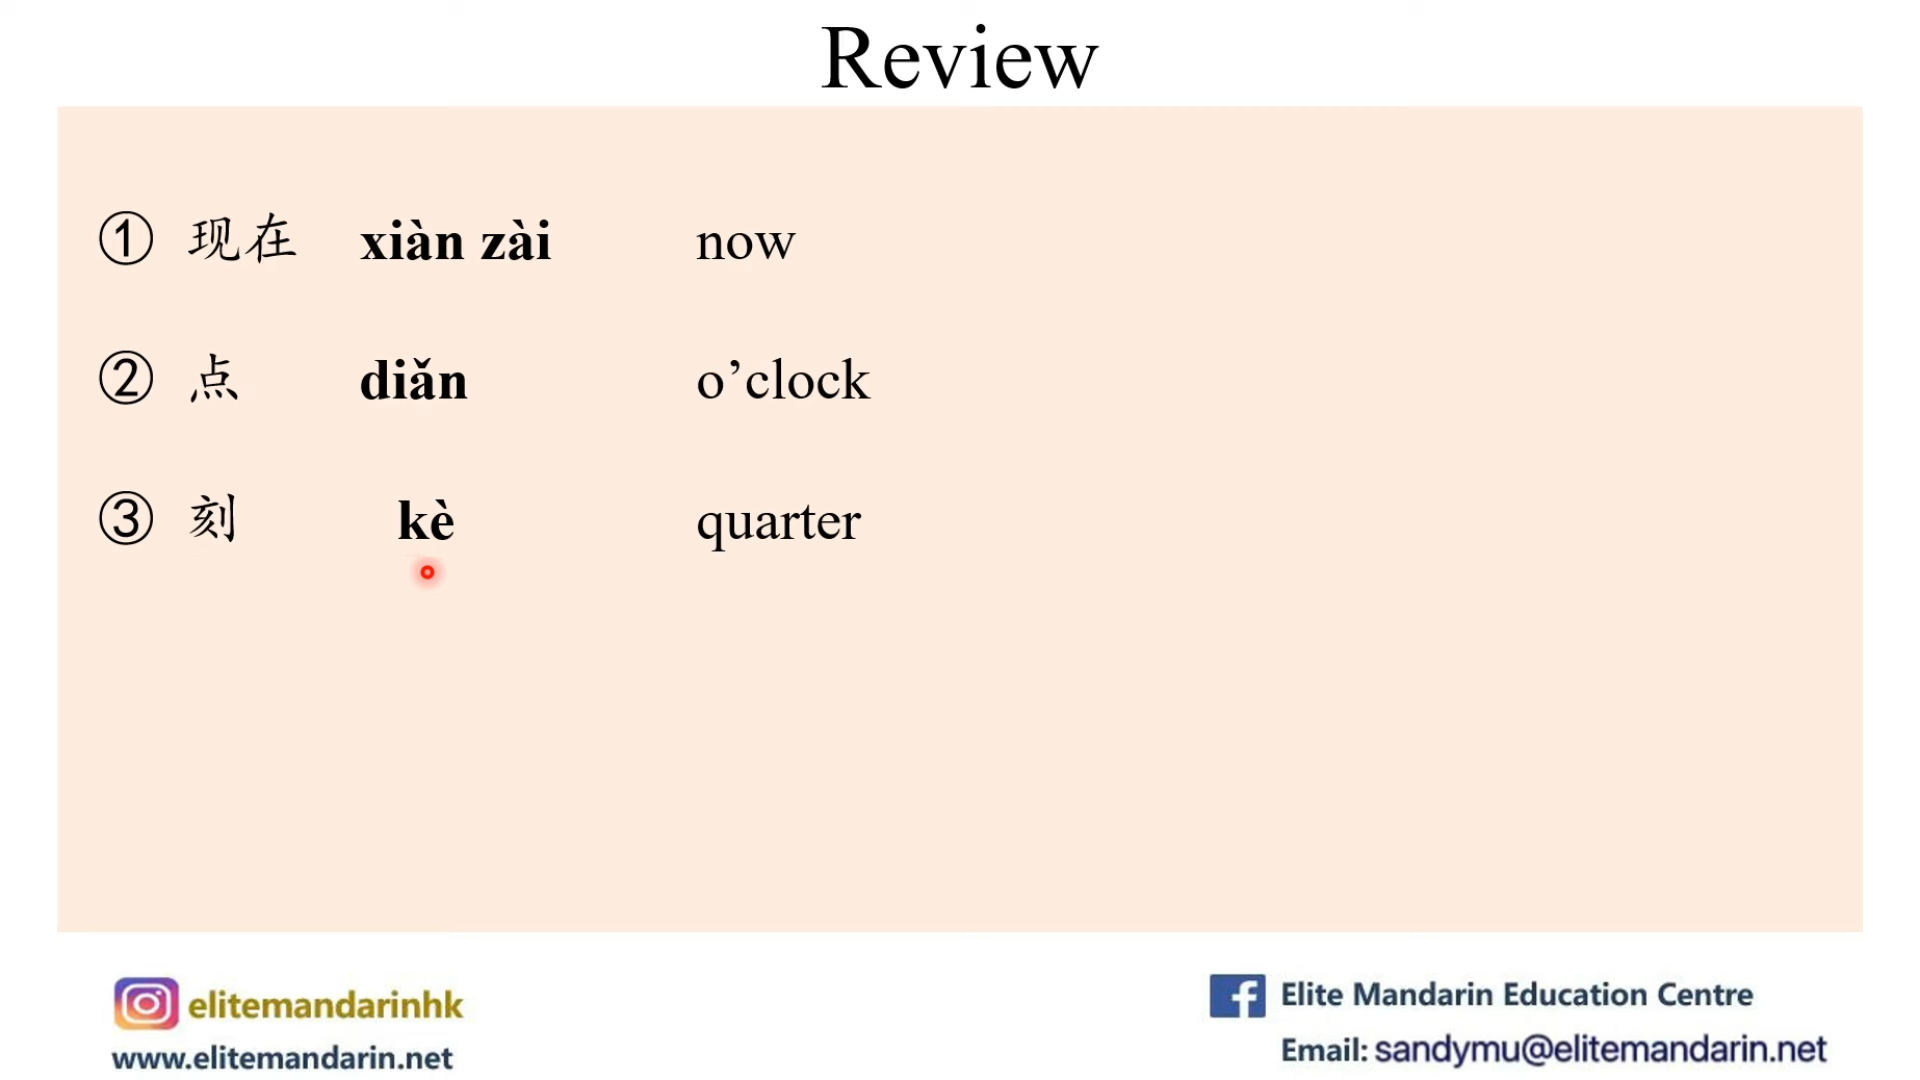 Review
① 现在 xiàn zài now
② 点 diǎn o’clock
③ 刻 kè quarter
elitemandarinhk
www.elitemandarin.net
Elite Mandarin Education Centre
Email: sandymu@elitemandarin.net